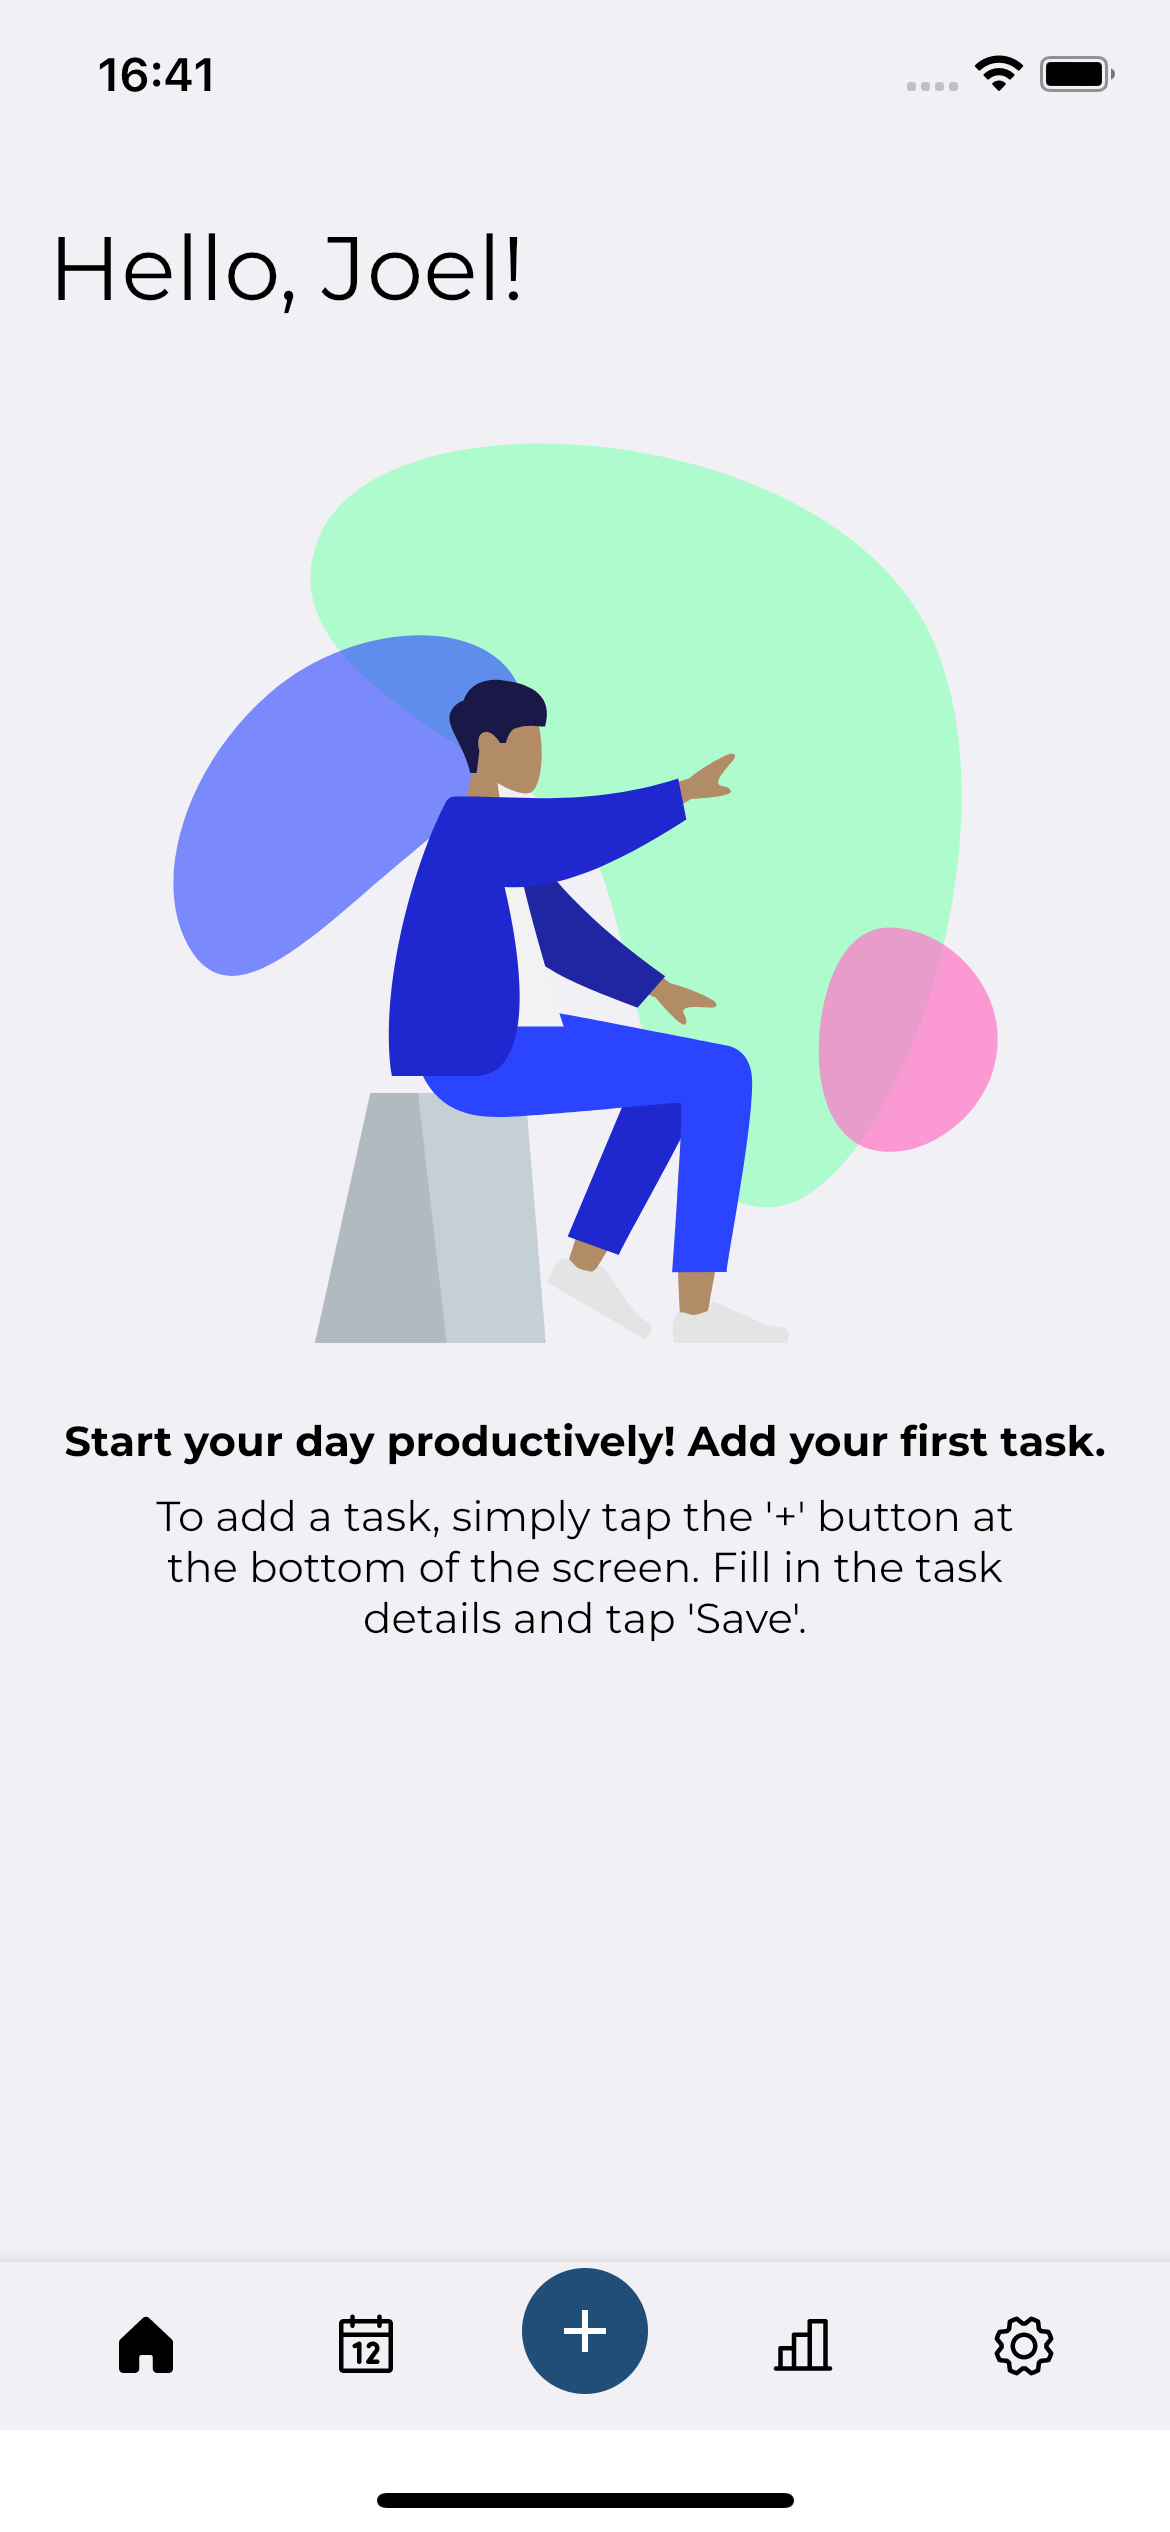 16:41
Hello, Joel!
Start your day productively! Add your first task.
To add a task, simply tap the '+' button at
the bottom of the screen. Fill in the task
details and tap 'Save'.
12